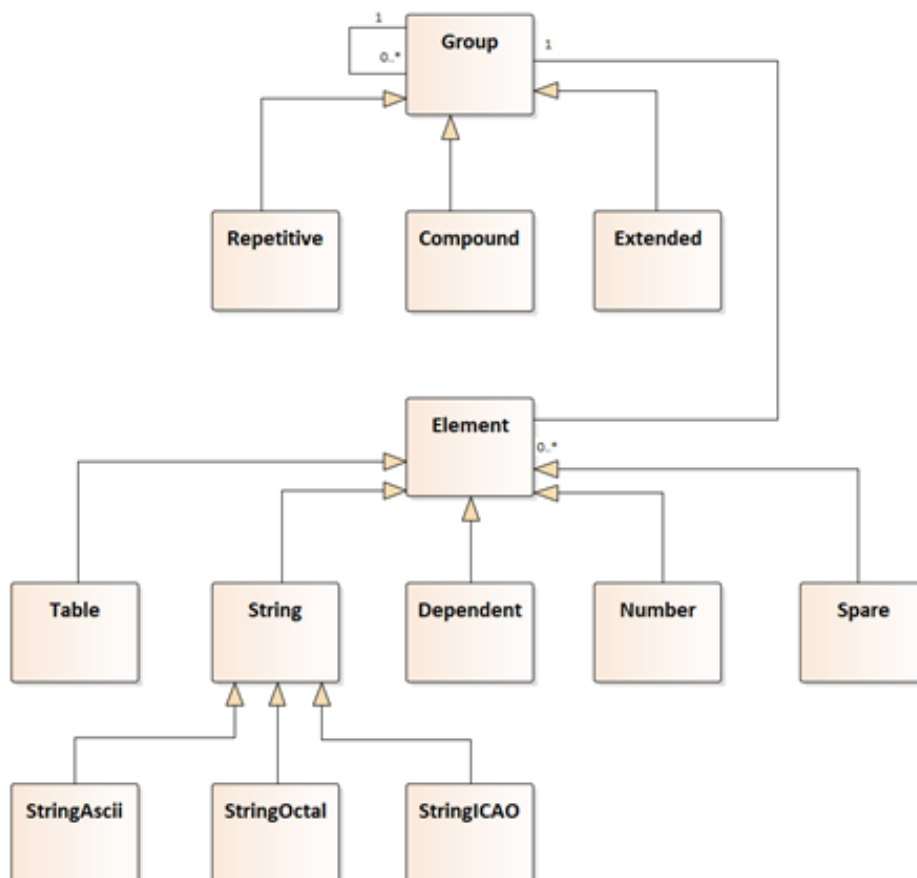 1
Group
1
0..*
Repetitive
Compound
Extended
Element
0..*
Table
String
Dependent
Number
Spare
StringAscii
StringOctal
StringICAO